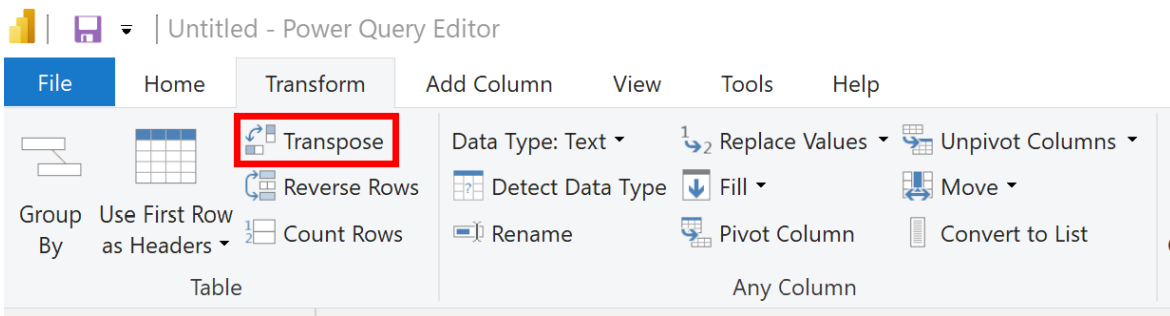 Untitled - Power Query Editor
File Home Transform Add Column View Tools Help
Group By
Use First Row as Headers
Transpose
Reverse Rows
Count Rows
Table
Data Type: Text
Detect Data Type
Rename
1 2 Replace Values
Fill
Pivot Column
Unpivot Columns
Move
Convert to List
Any Column